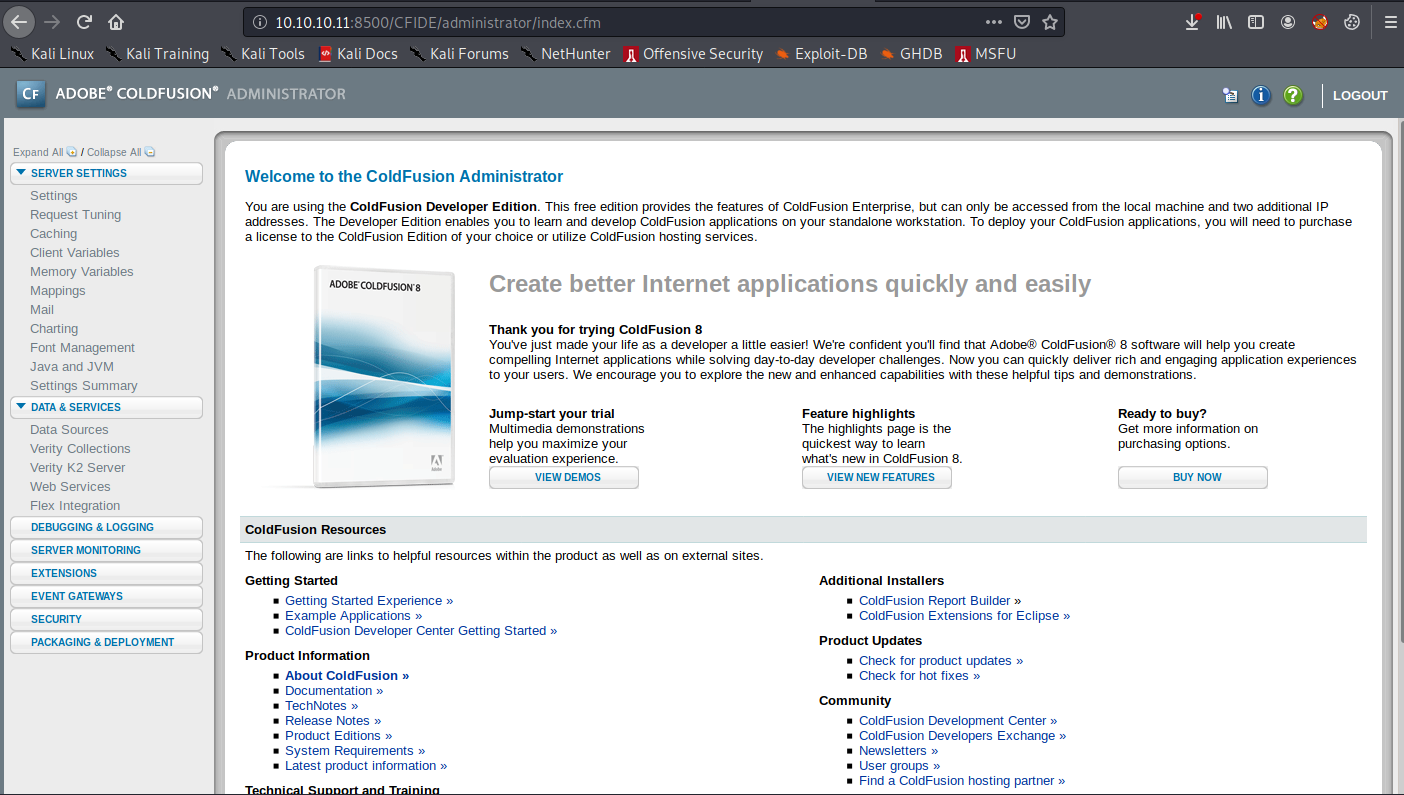 10.10.10.11:8500/CFIDE/administrator/index.cfm
Kali Linux Kali Training Kali Tools Kali Docs Kali Forums NetHunter Offensive Security Exploit-DB GHDB MSFU
CF ADOBE® COLDFUSION® ADMINISTRATOR
LOGOUT
Expand All / Collapse All
SERVER SETTINGS
Settings
Request Tuning
Caching
Client Variables
Memory Variables
Mappings
Mail
Charting
Font Management
Java and JVM
Settings Summary
DATA & SERVICES
Data Sources
Verity Collections
Verity K2 Server
Web Services
Flex Integration
DEBUGGING & LOGGING
SERVER MONITORING
EXTENSIONS
EVENT GATEWAYS
SECURITY
PACKAGING & DEPLOYMENT
Welcome to the ColdFusion Administrator
You are using the ColdFusion Developer Edition. This free edition provides the features of ColdFusion Enterprise, but can only be accessed from the local machine and two additional IP
addresses. The Developer Edition enables you to learn and develop ColdFusion applications on your standalone workstation. To deploy your ColdFusion applications, you will need to purchase
a license to the ColdFusion Edition of your choice or utilize ColdFusion hosting services.
ADOBE® COLDFUSION® 8
Adobe
Create better Internet applications quickly and easily
Thank you for trying ColdFusion 8
You've just made your life as a developer a little easier! We're confident you'll find that Adobe® ColdFusion® 8 software will help you create
compelling Internet applications while solving day-to-day developer challenges. Now you can quickly deliver rich and engaging application experiences
to your users. We encourage you to explore the new and enhanced capabilities with these helpful tips and demonstrations.
Jump-start your trial
Multimedia demonstrations
help you maximize your
evaluation experience.
VIEW DEMOS
Feature highlights
The highlights page is the
quickest way to learn
what's new in ColdFusion 8.
VIEW NEW FEATURES
Ready to buy?
Get more information on
purchasing options.
BUY NOW
ColdFusion Resources
The following are links to helpful resources within the product as well as on external sites.
Getting Started
Getting Started Experience »
Example Applications »
ColdFusion Developer Center Getting Started »
Product Information
About ColdFusion »
Documentation »
TechNotes »
Release Notes »
Product Editions »
System Requirements »
Latest product information »
Technical Support and Training
Additional Installers
ColdFusion Report Builder »
ColdFusion Extensions for Eclipse »
Product Updates
Check for product updates »
Check for hot fixes »
Community
ColdFusion Development Center »
ColdFusion Developers Exchange »
Newsletters »
User groups »
Find a ColdFusion hosting partner »